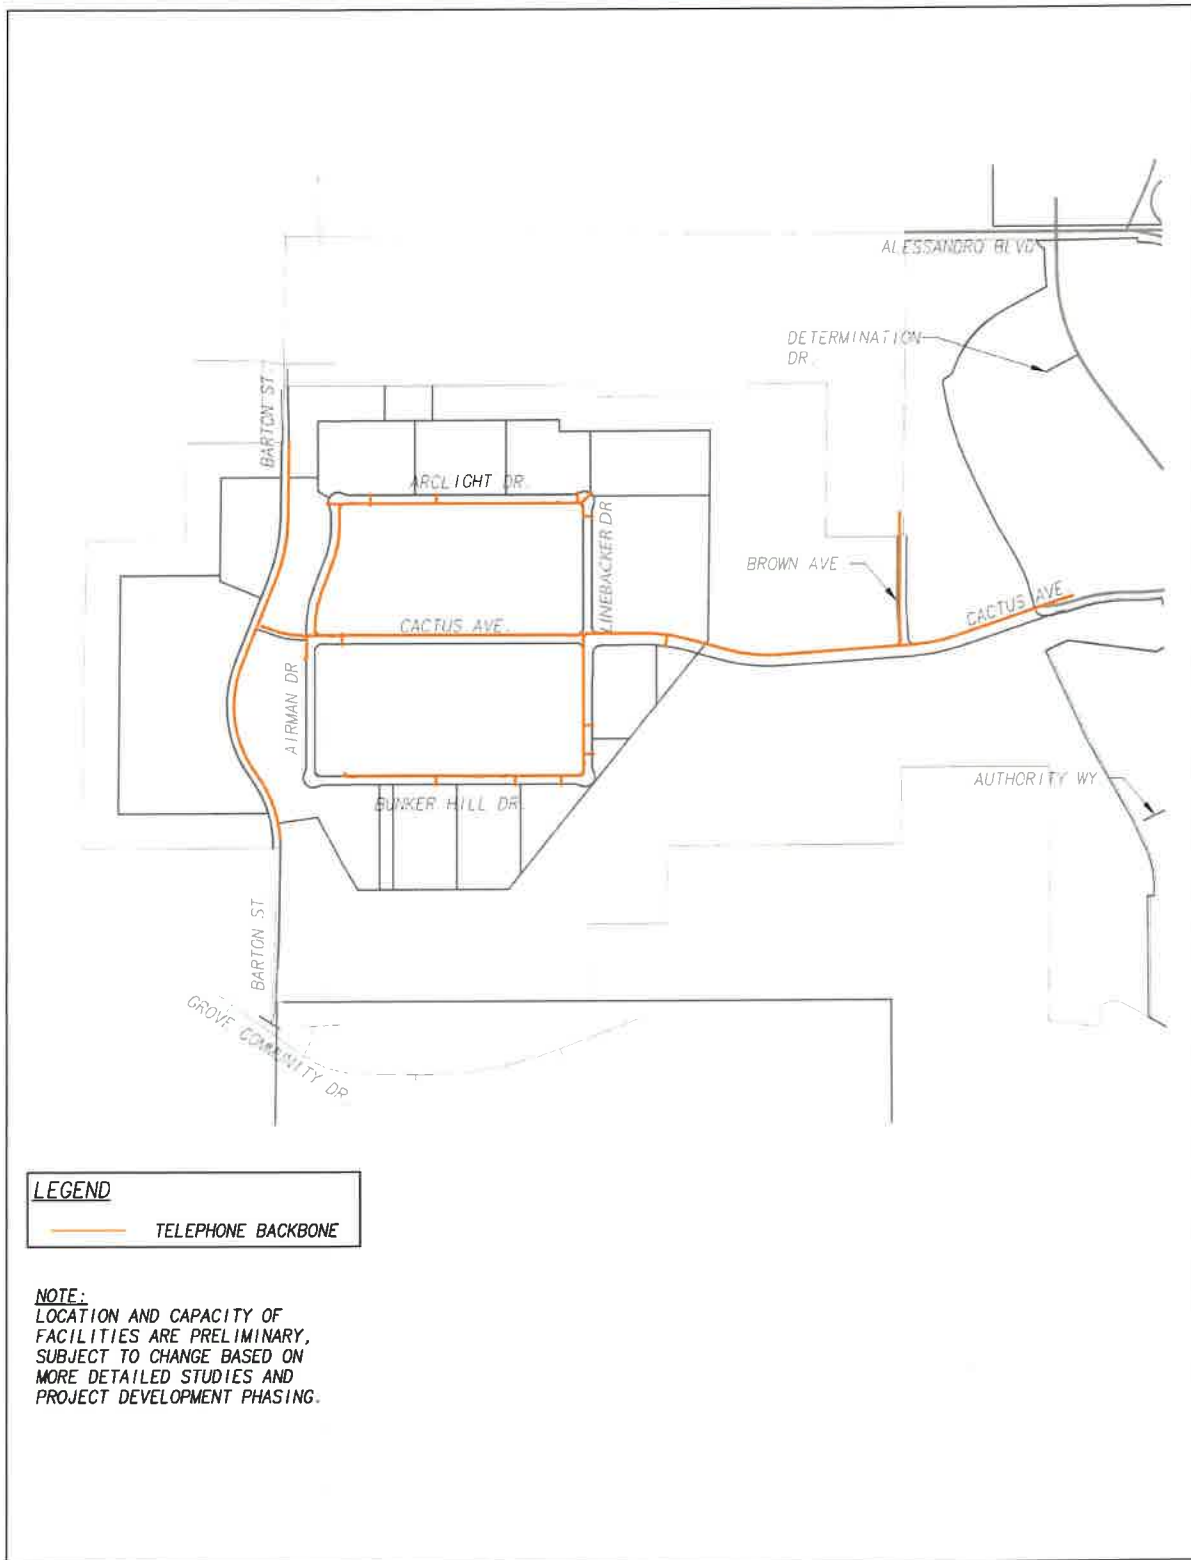 ALESSANDRO BLVD
DETERMINATION
DR.
BARTON ST.
ARCLIGHT DR.
LINEBACKER DR
BROWN AVE
CACTUS AVE.
CACTUS AVE.
AIRMAN DR
AUTHORITY WY
BUNKER HILL DR.
BARTON ST
GROVE COMMUNITY DR
LEGEND
TELEPHONE BACKBONE
NOTE:
LOCATION AND CAPACITY OF
FACILITIES ARE PRELIMINARY,
SUBJECT TO CHANGE BASED ON
MORE DETAILED STUDIES AND
PROJECT DEVELOPMENT PHASING.